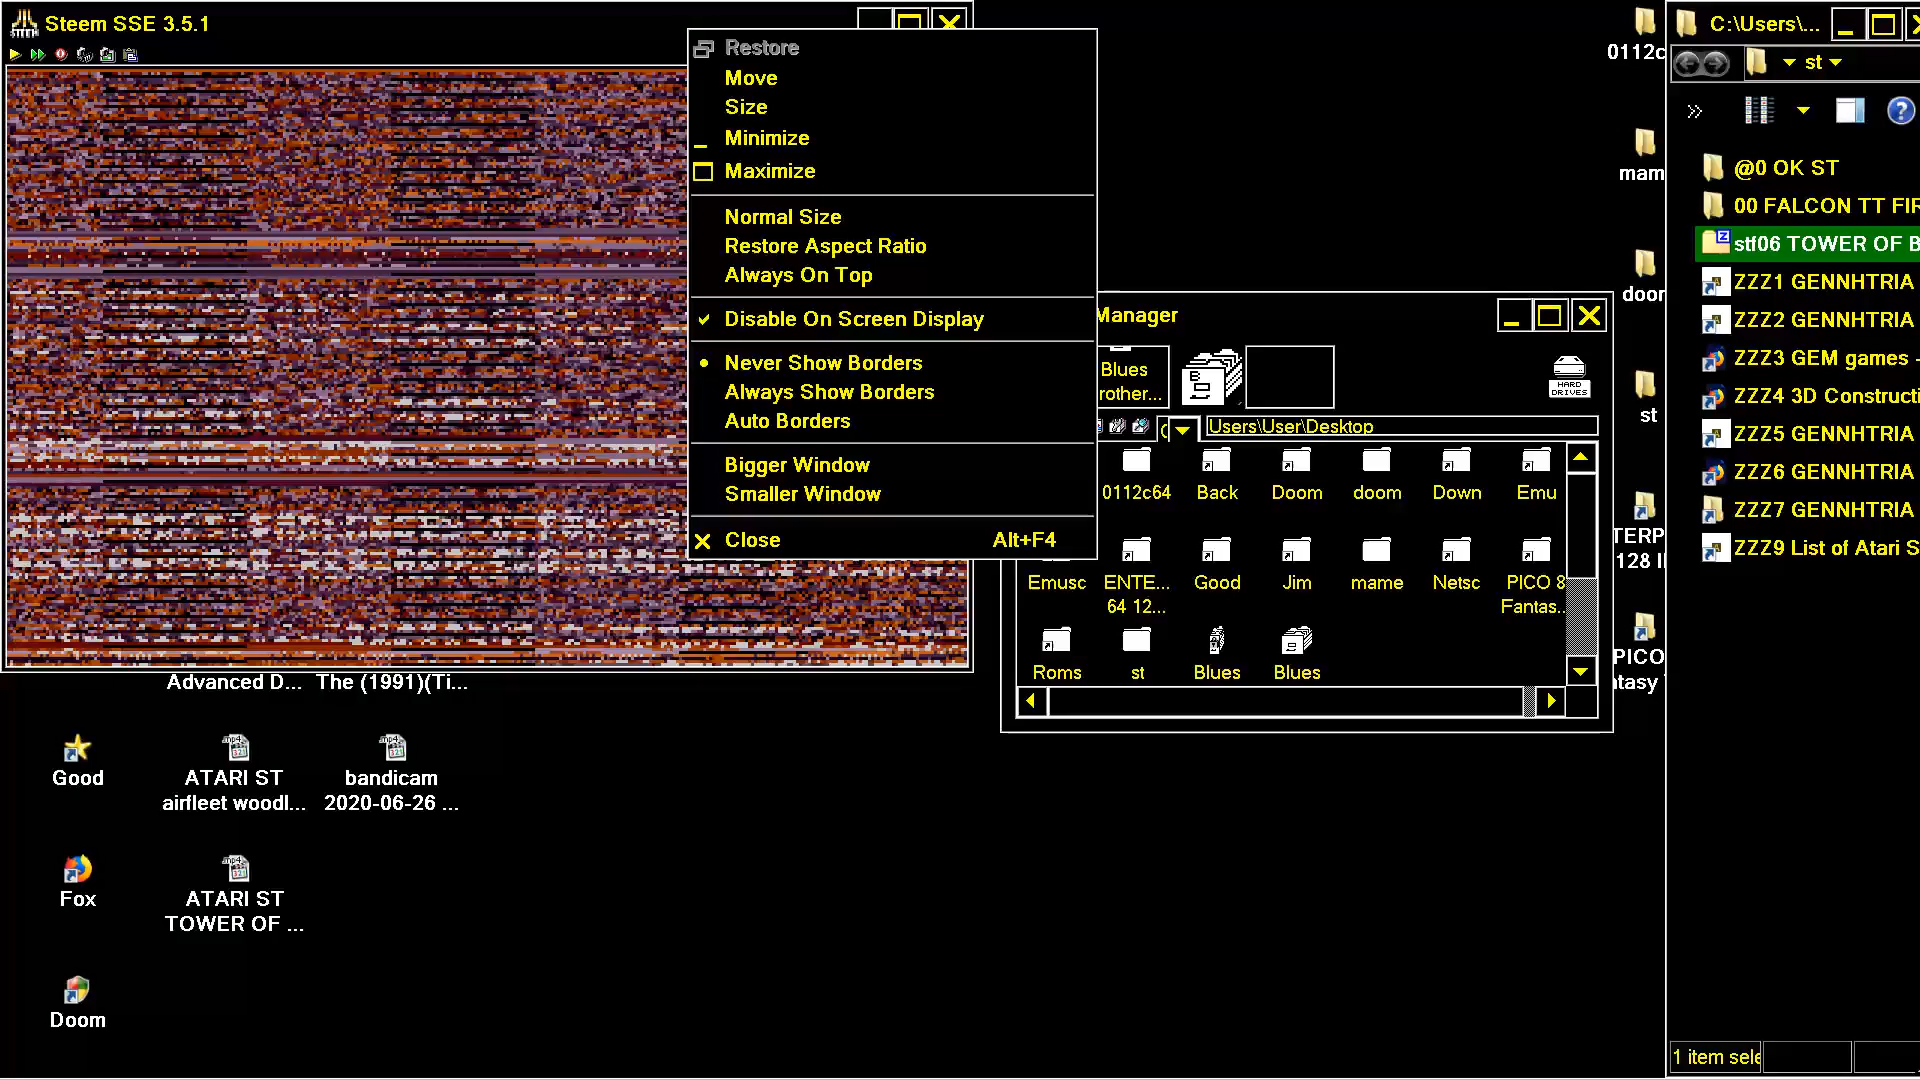 Steem SSE 3.5.1
Restore
Move
Size
Minimize
Maximize
Normal Size
Restore Aspect Ratio
Always On Top
Disable On Screen Display
Never Show Borders
Always Show Borders
Auto Borders
Bigger Window
Smaller Window
Close Alt+F4
Manager
Blues
rother...
B
HARD
DRIVES
Users\User\Desktop
0112c64 Back Doom doom Down Emu
Emusc ENTE... Good Jim mame Netsc PICO 8
64 12... Fantas..
Roms st Blues Blues
0112c
mam
door
st
TERP
128 I
PICO
ntasy
C:\Users\...
st
@0 OK ST
00 FALCON TT FIR
stf06 TOWER OF B
ZZZ1 GENNHTRIA
ZZZ2 GENNHTRIA
ZZZ3 GEM games -
ZZZ4 3D Constructi
ZZZ5 GENNHTRIA
ZZZ6 GENNHTRIA
ZZZ7 GENNHTRIA
ZZZ9 List of Atari S
1 item sele
Advanced D... The (1991)(Ti...
Good
ATARI ST
airfleet woodl...
bandicam
2020-06-26 ...
Fox
ATARI ST
TOWER OF ...
Doom